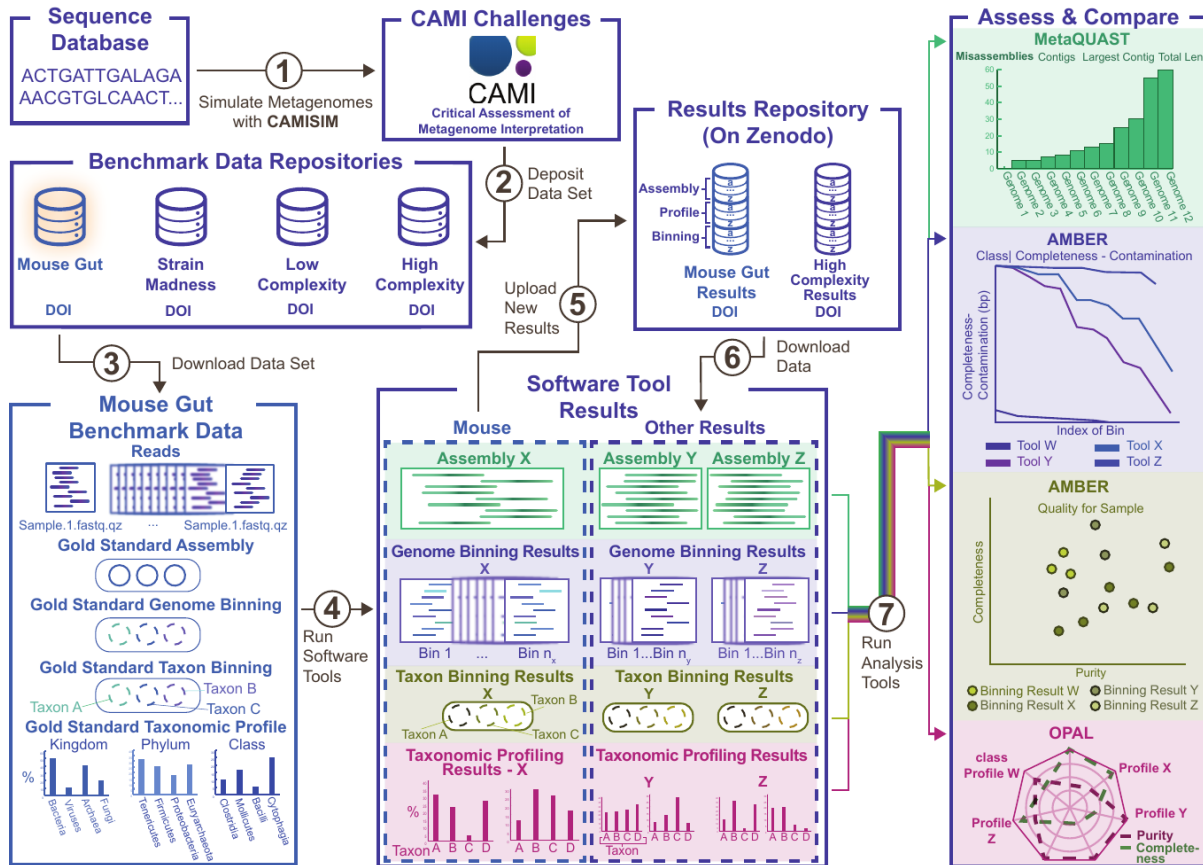 Sequence
Database
ACTGATTGALAGA
AACGTGLCAACT...
1
Simulate Metagenomes
with CAMISIM
CAMI Challenges
CAMI
Critical Assessment of
Metagenome Interpretation
2
Deposit
Data Set
Benchmark Data Repositories
Mouse Gut
DOI
Strain
Madness
DOI
Low
Complexity
DOI
High
Complexity
DOI
3
Download Data Set
Results Repository
(On Zenodo)
Assembly
Profile
Binning
a
...
z
a
...
z
a
...
z
a
...
z
a
...
z
a
...
z
Mouse Gut
Results
DOI
High
Complexity
Results
DOI
5
Upload
New
Results
6
Download
Data
Mouse Gut
Benchmark Data
Reads
Sample.1.fastq.qz
...
Sample.1.fastq.qz
Gold Standard Assembly
Gold Standard Genome Binning
Gold Standard Taxon Binning
Taxon A
Taxon B
Taxon C
Gold Standard Taxonomic Profile
Kingdom
Phylum
Class
%
Bacteria
Viruses
Archaea
Fungi
Tenericutes
Firmicutes
Proteobacteria
Euryarchaeota
Clostridia
Mollicutes
Bacilli
Cytophagia
4
Run
Software
Tools
Software Tool
Results
Mouse
Other Results
Assembly X
Assembly Y
Assembly Z
Genome Binning Results
X
Bin 1 ... Bin nx
Genome Binning Results
Y
Z
Bin 1...Bin ny
Bin 1...Bin nz
Taxon Binning Results
X
Taxon A
Taxon B
Taxon C
Taxon Binning Results
Y
Z
Taxonomic Profiling
Results - X
%
Taxon
A B C D
A B C D
Taxonomic Profiling Results
Y
Z
A B C D
A B C D
A B C D
A B C D
Taxon
7
Run
Analysis
Tools
Assess & Compare
MetaQUAST
Misassemblies Contigs Largest Contig Total Len
60
50
40
30
20
10
0
Genome 1
Genome 2
Genome 3
Genome 4
Genome 5
Genome 6
Genome 7
Genome 8
Genome 9
Genome 10
Genome 11
Genome 12
AMBER
Class| Completeness - Contamination
Completeness-
Contamination (bp)
Index of Bin
Tool W
Tool X
Tool Y
Tool Z
AMBER
Quality for Sample
Completeness
Purity
Binning Result W
Binning Result Y
Binning Result X
Binning Result Z
OPAL
class
Profile W
Profile X
Profile Y
Profile
Z
Purity
Complete-
ness